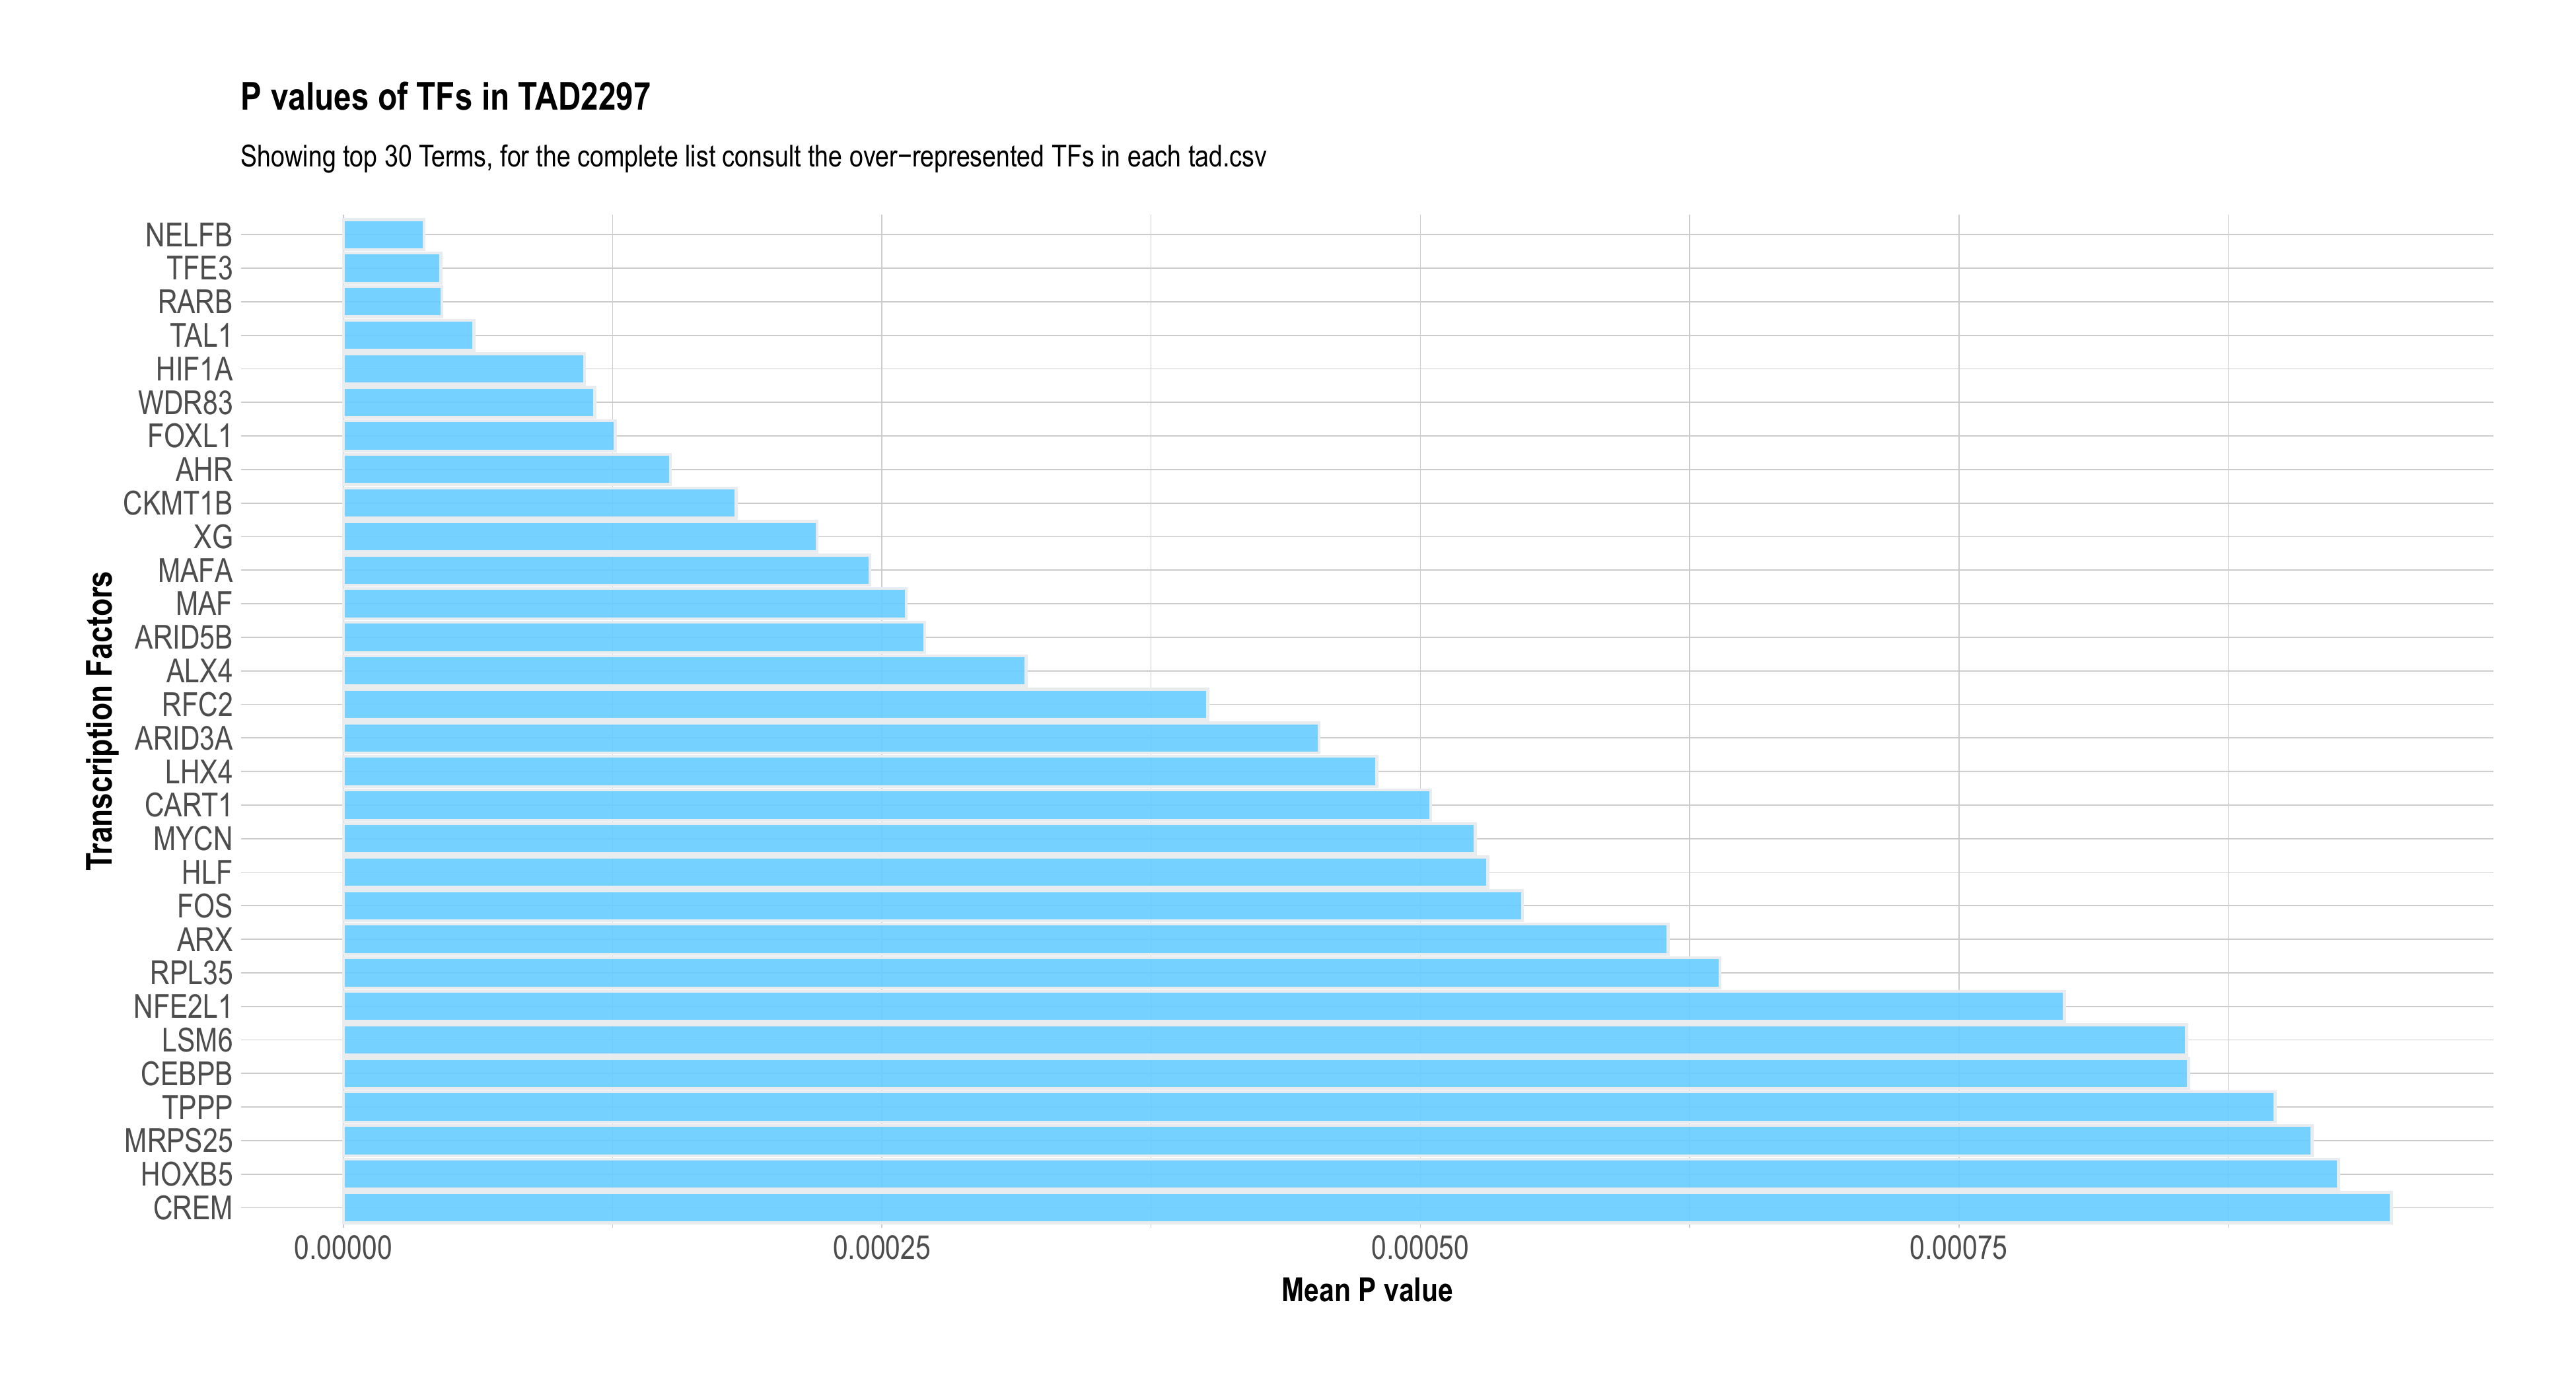 P values of TFs in TAD2297
Showing top 30 Terms, for the complete list consult the over−represented TFs in each tad.csv
Transcription Factors
NELFB
TFE3
RARB
TAL1
HIF1A
WDR83
FOXL1
AHR
CKMT1B
XG
MAFA
MAF
ARID5B
ALX4
RFC2
ARID3A
LHX4
CART1
MYCN
HLF
FOS
ARX
RPL35
NFE2L1
LSM6
CEBPB
TPPP
MRPS25
HOXB5
CREM
0.00000 0.00025 0.00050 0.00075
Mean P value